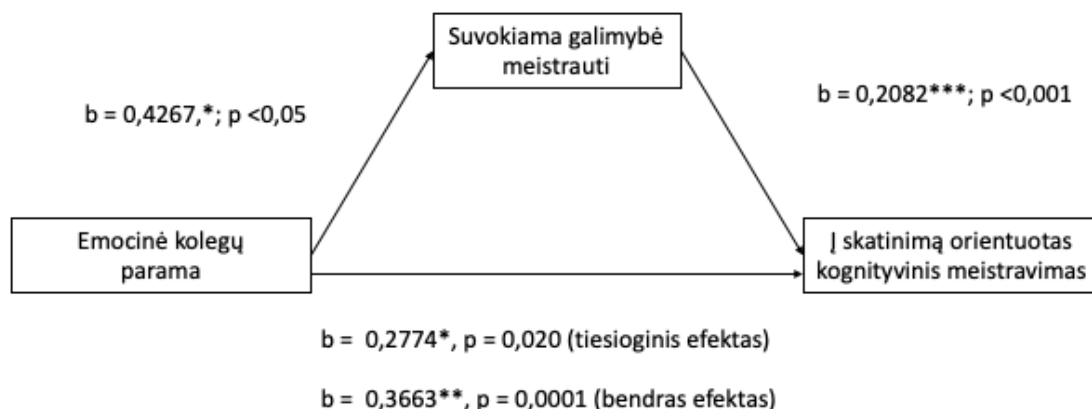 Suvokiama galimybė
meistrauti
b = 0,4267,*; p <0,05
b = 0,2082***; p <0,001
Emocinė kolegų
parama
Į skatinimą orientuotas
kognityvinis meistravimas
b =  0,2774*, p = 0,020 (tiesioginis efektas)
b =  0,3663**, p = 0,0001 (bendras efektas)